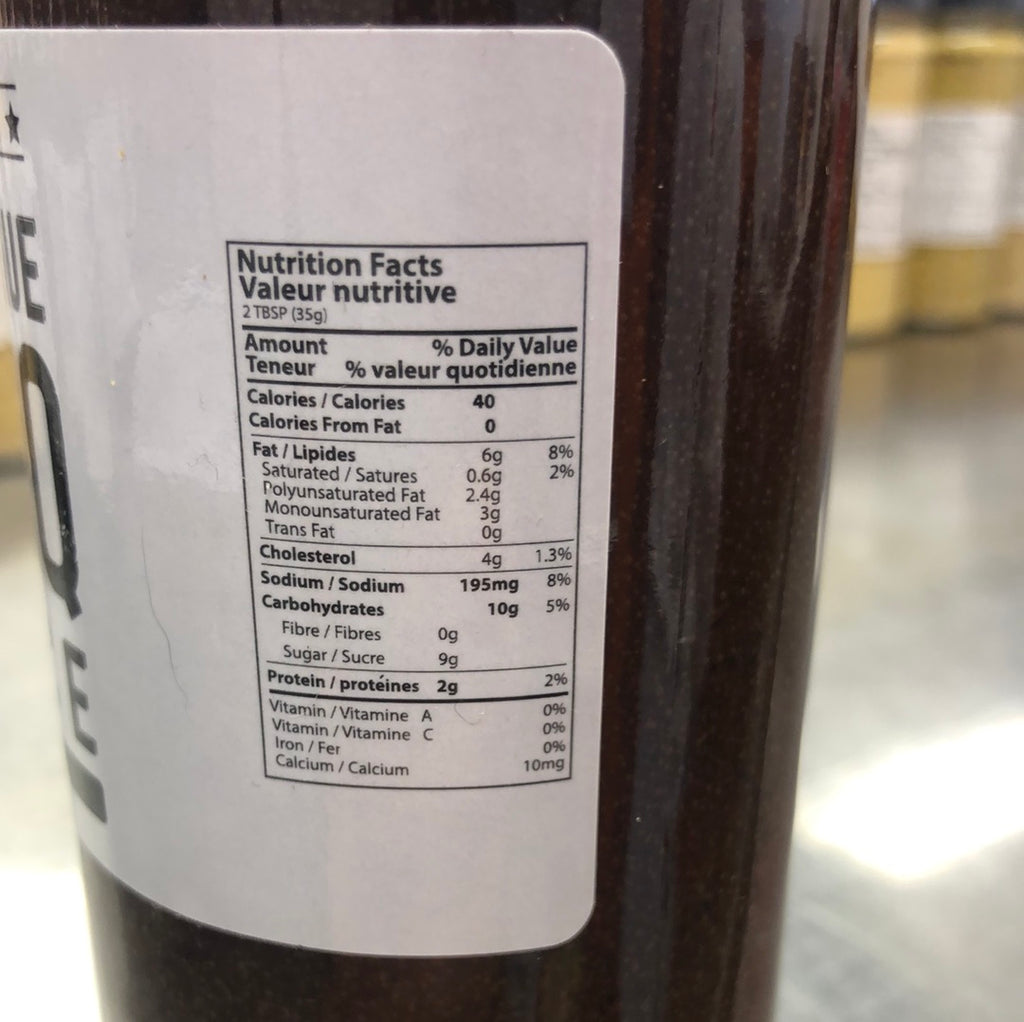 UE
Q
E
Nutrition Facts
Valeur nutritive
2 TBSP (35g)
Amount % Daily Value
Teneur % valeur quotidienne
Calories / Calories 40
Calories From Fat 0
Fat / Lipides 6g 8%
Saturated / Satures 0.6g 2%
Polyunsaturated Fat 2.4g
Monounsaturated Fat 3g
Trans Fat 0g
Cholesterol 4g 1.3%
Sodium / Sodium 195mg 8%
Carbohydrates 10g 5%
Fibre / Fibres 0g
Sugar / Sucre 9g
Protein / protéines 2g 2%
Vitamin / Vitamine A 0%
Vitamin / Vitamine C 0%
Iron / Fer 0%
Calcium / Calcium 10mg